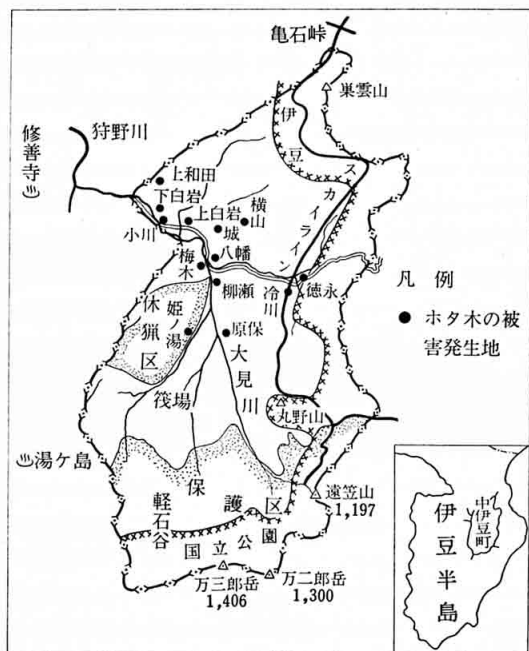 亀石峠
巣雲山
伊豆スカイライン
狩野川
修善寺♨
上和田
下白岩
上白岩
横山
城
小川
八幡
梅木
柳瀬
冷川
徳永
凡例
● ホタ木の被害発生地
休猟区
姫ノ湯
原保
大見川
筏場
丸野山
♨湯ケ島
保護区
軽石谷
遠笠山
1,197
国立公園
万三郎岳
1,406
万二郎岳
1,300
中伊豆町
伊豆半島